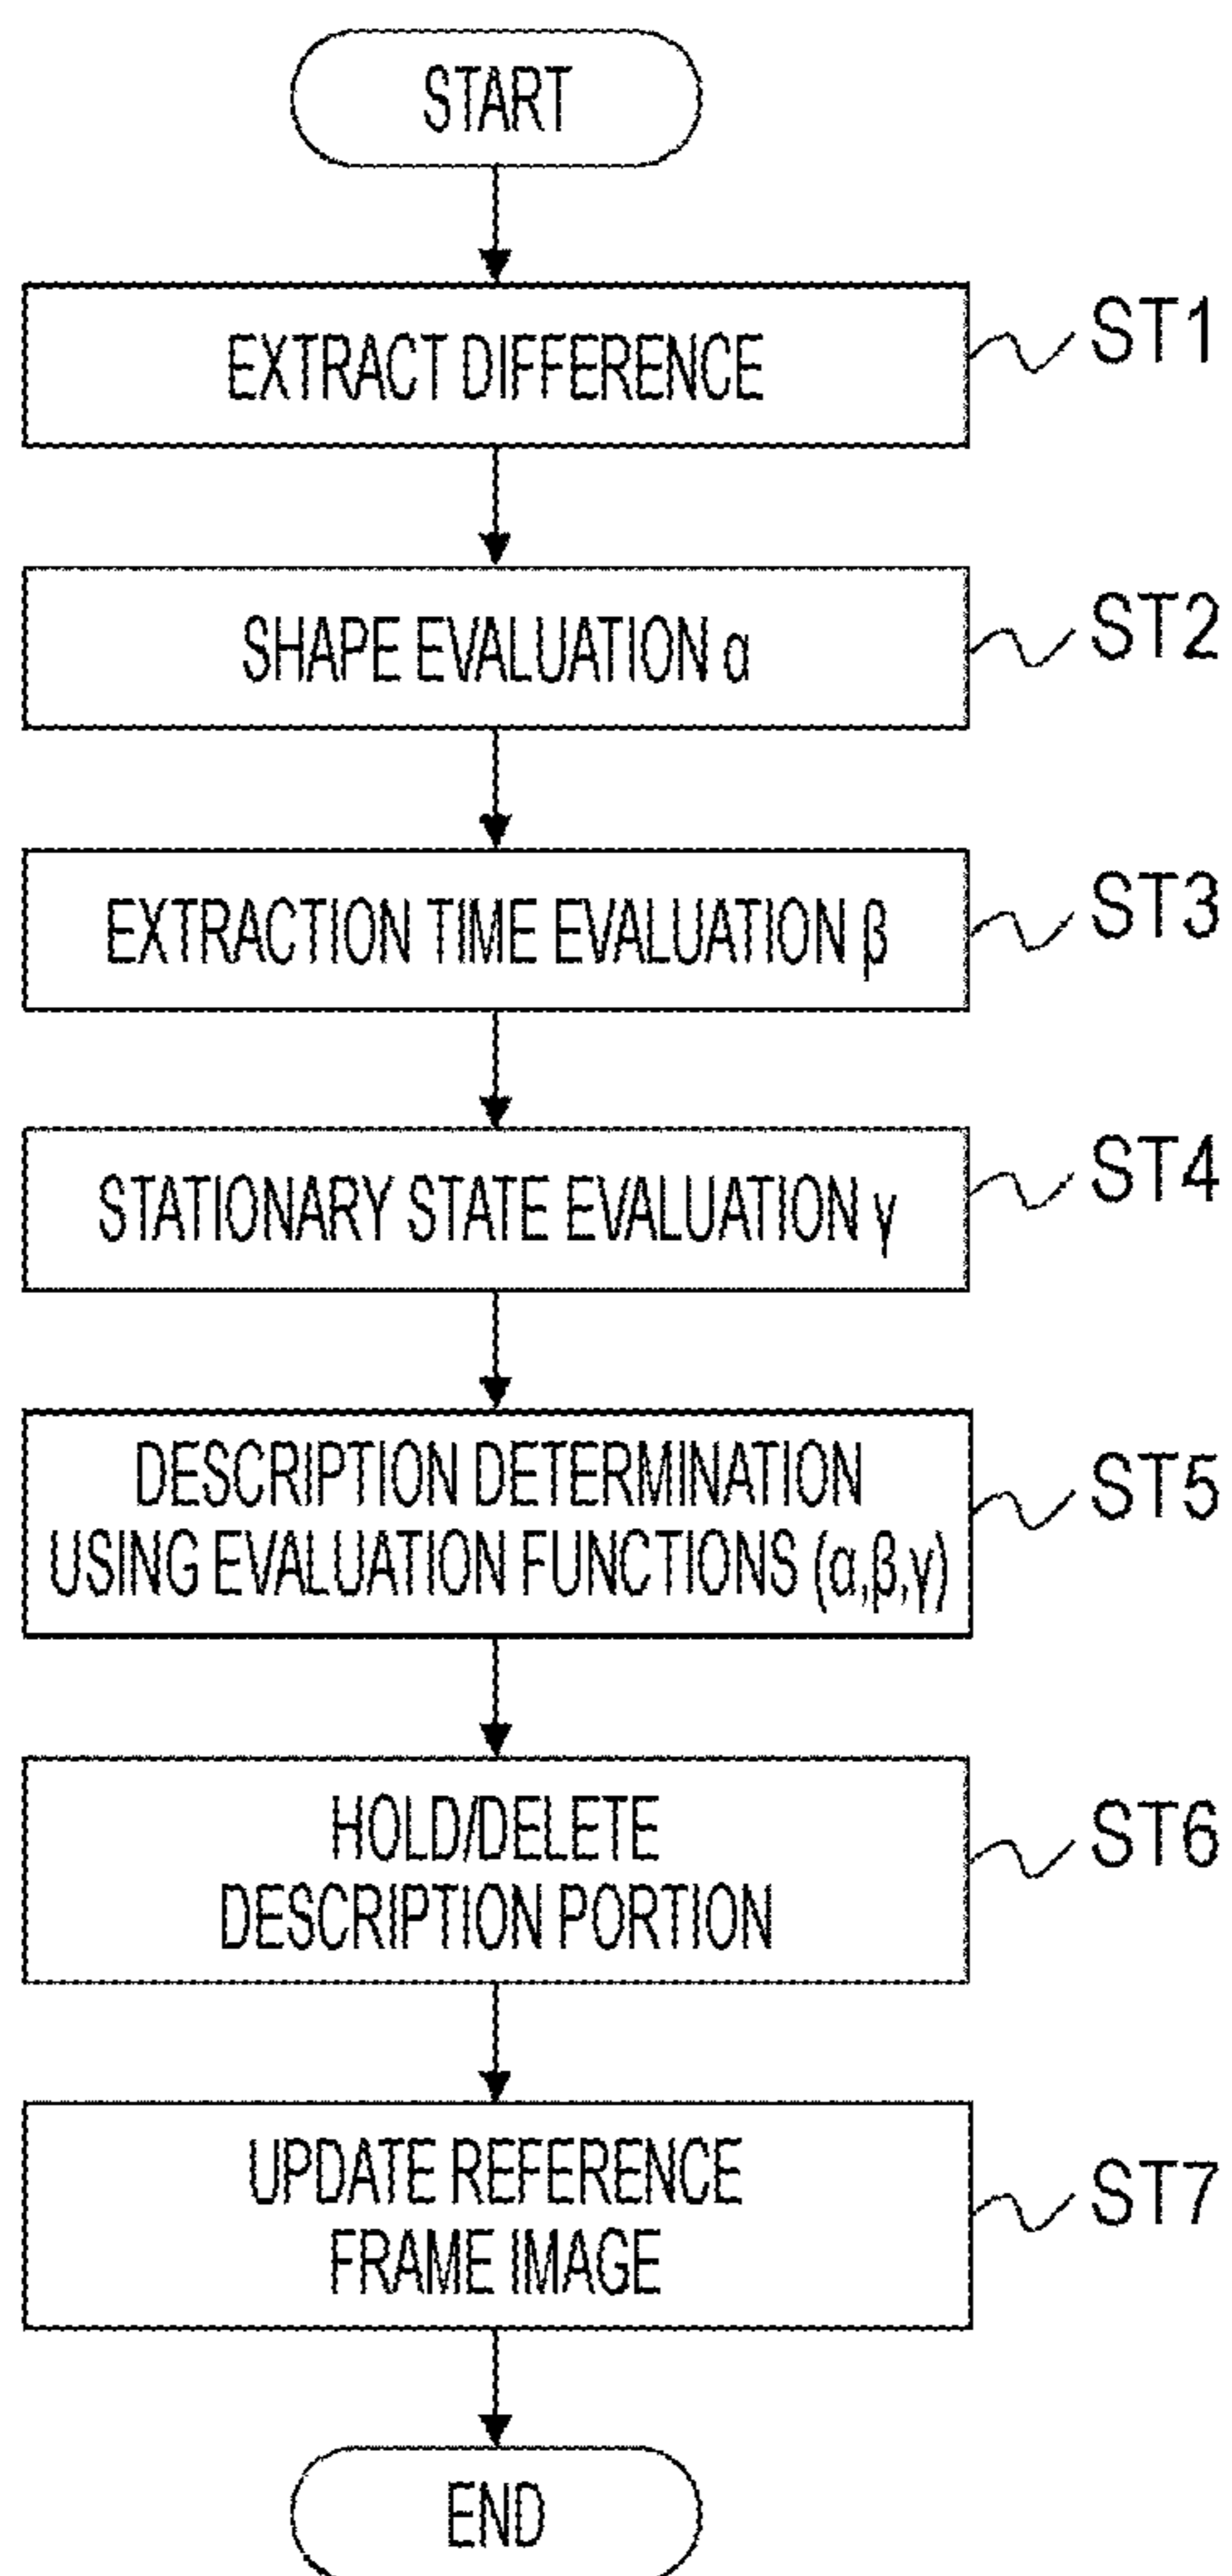 START
EXTRACT DIFFERENCE
ST1
SHAPE EVALUATION α
ST2
EXTRACTION TIME EVALUATION β
ST3
STATIONARY STATE EVALUATION γ
ST4
DESCRIPTION DETERMINATION
USING EVALUATION FUNCTIONS (α,β,γ)
ST5
HOLD/DELETE
DESCRIPTION PORTION
ST6
UPDATE REFERENCE
FRAME IMAGE
ST7
END